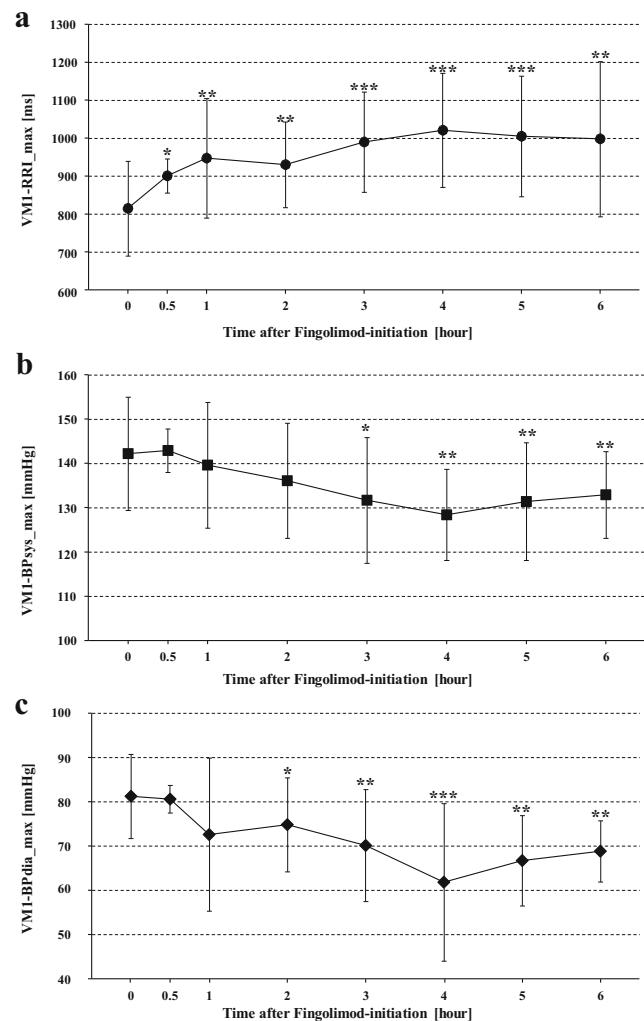 a
VM1-RRI_max [ms]
1300
1200
1100
1000
900
800
700
600
* ** ** *** *** *** **
0 0.5 1 2 3 4 5 6
Time after Fingolimod-initiation [hour]
b
VM1-BPsys_max [mmHg]
160
150
140
130
120
110
100
* ** ** **
0 0.5 1 2 3 4 5 6
Time after Fingolimod-initiation [hour]
c
VM1-BPdia_max [mmHg]
100
90
80
70
60
50
40
* ** *** ** **
0 0.5 1 2 3 4 5 6
Time after Fingolimod-initiation [hour]